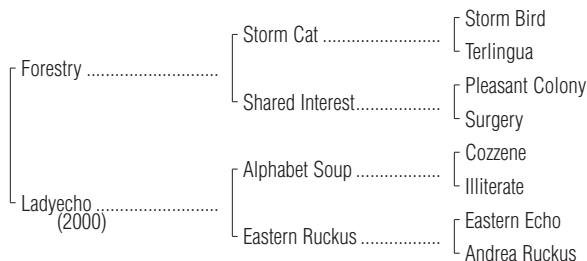 Storm Bird
Storm Cat ..............................
Terlingua
Forestry .................................
Pleasant Colony
Shared Interest....................
Surgery
Cozzene
Alphabet Soup .....................
Illiterate
Ladyecho ...............................
(2000)
Eastern Echo
Eastern Ruckus ....................
Andrea Ruckus